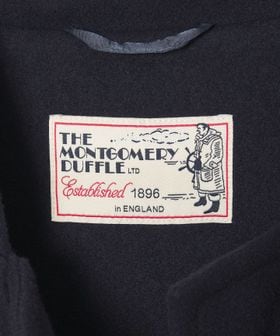 THE
MONTGOMERY
DUFFLE LTD
Established 1896
in ENGLAND